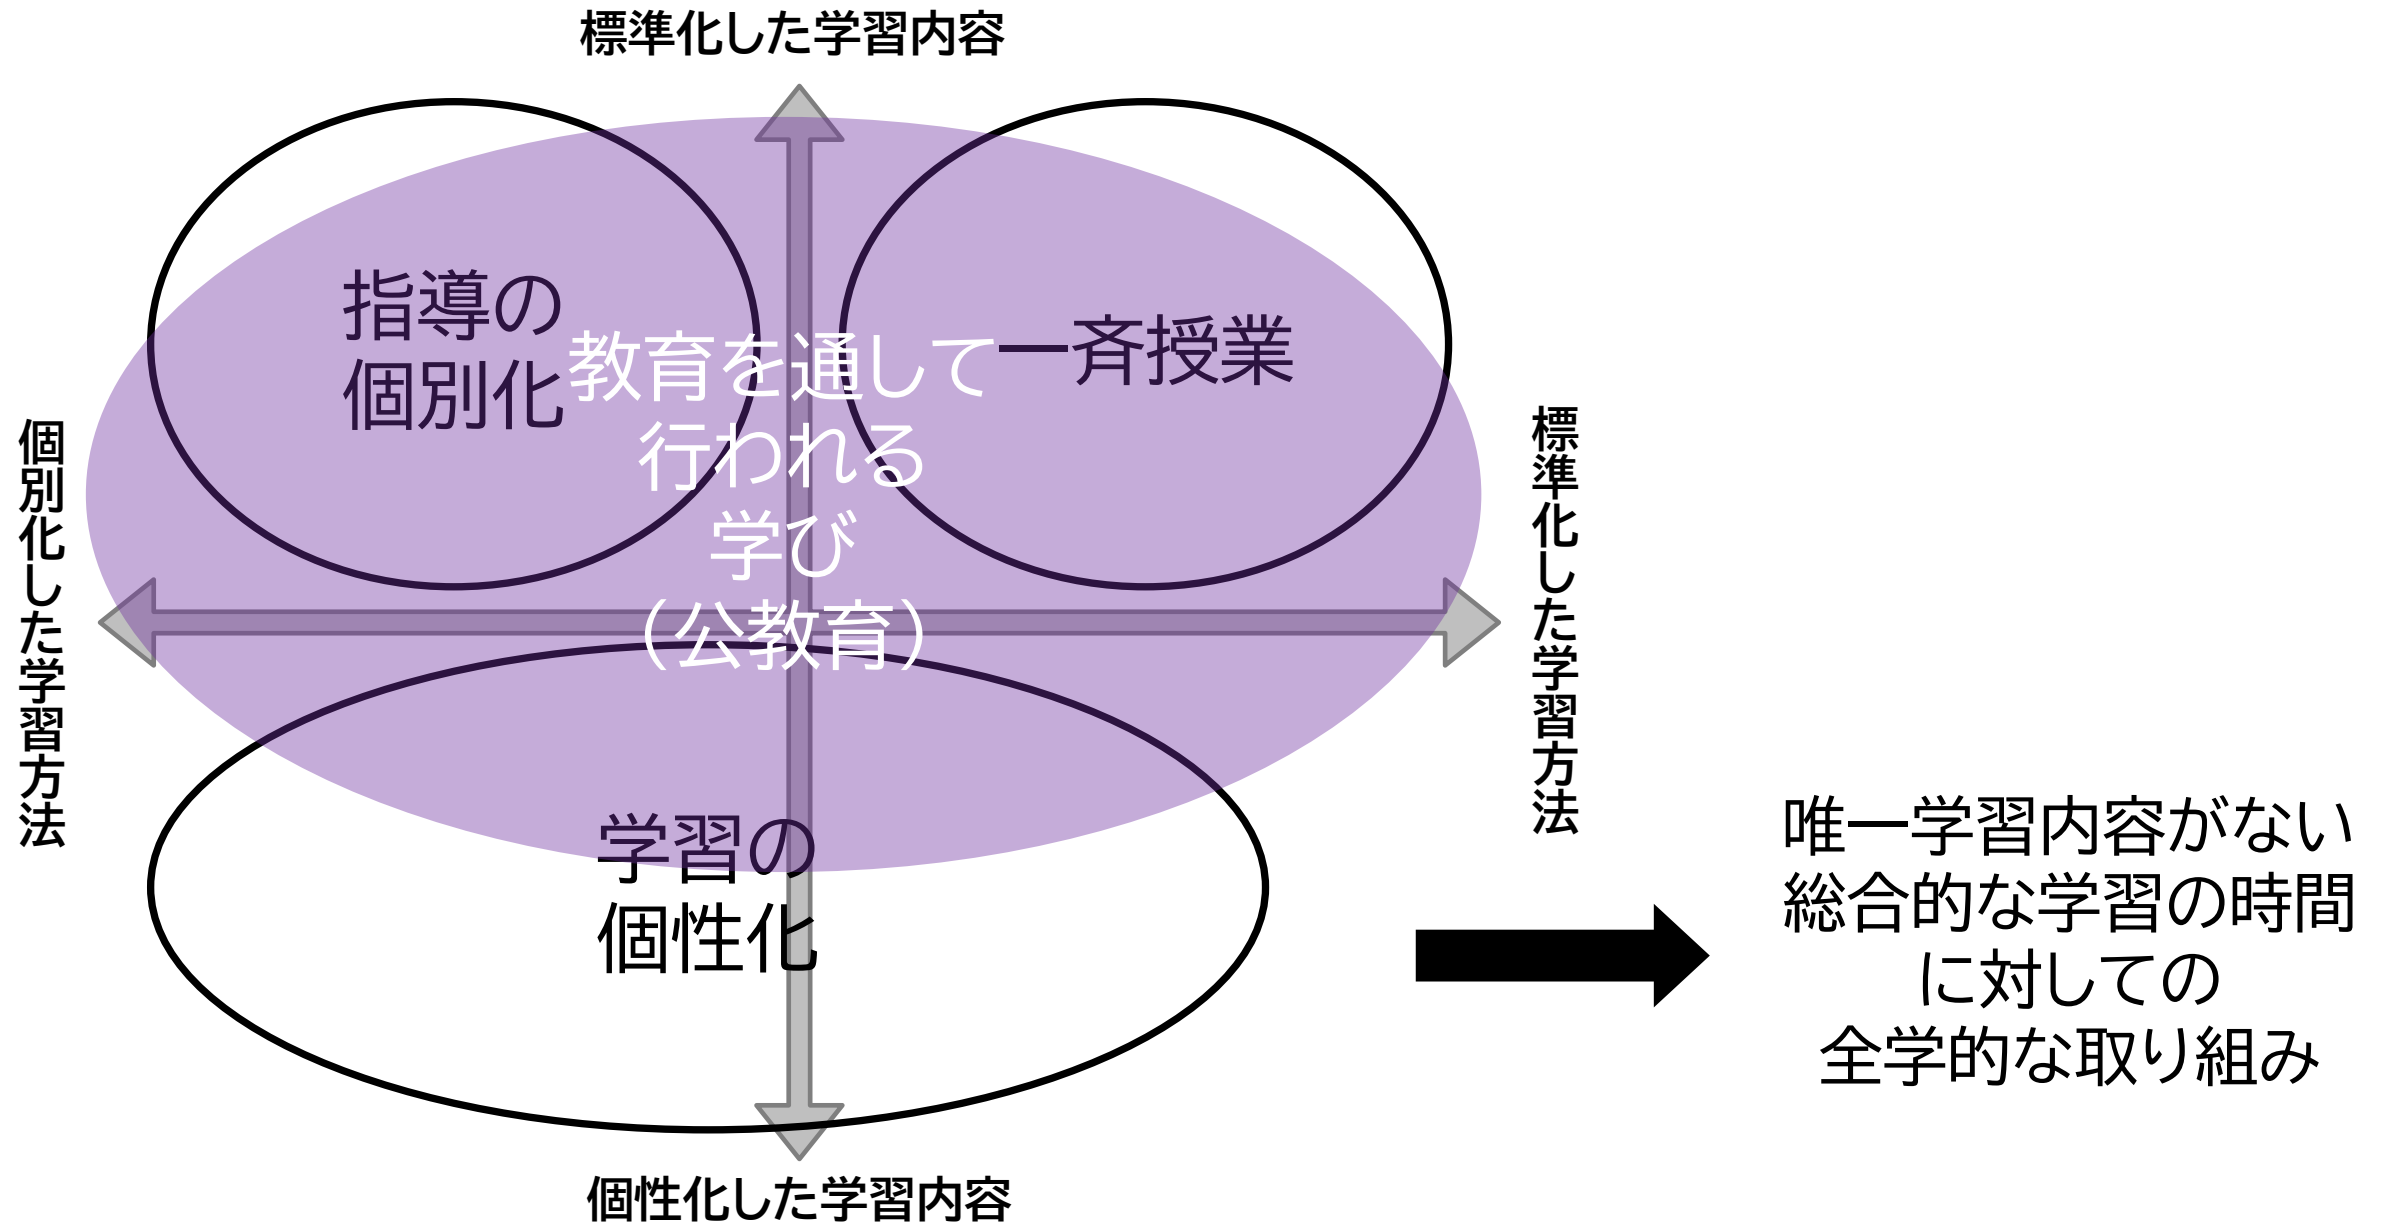 標準化した学習内容
指導の
個別化
一斉授業
教育を通して
行われる
学び
（公教育）
個別化した学習方法
標準化した学習方法
学習の
個性化
唯一学習内容がない
総合的な学習の時間
に対しての
全学的な取り組み
個性化した学習内容